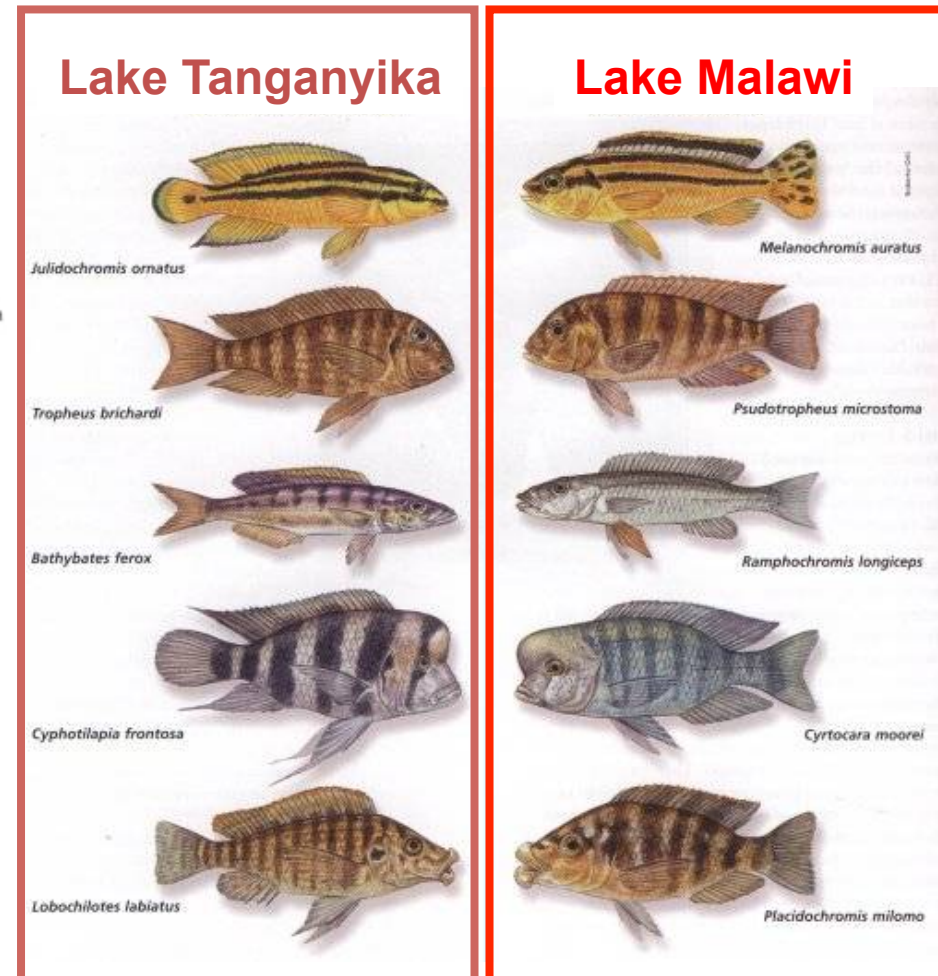 Lake Tanganyika
Lake Malawi
Julidochromis ornatus
Melanochromis auratus
Tropheus brichardi
Psudotropheus microstoma
Bathybates ferox
Ramphochromis longiceps
Cyphotilapia frontosa
Cyrtocara moorei
Lobochilotes labiatus
Placidochromis milomo